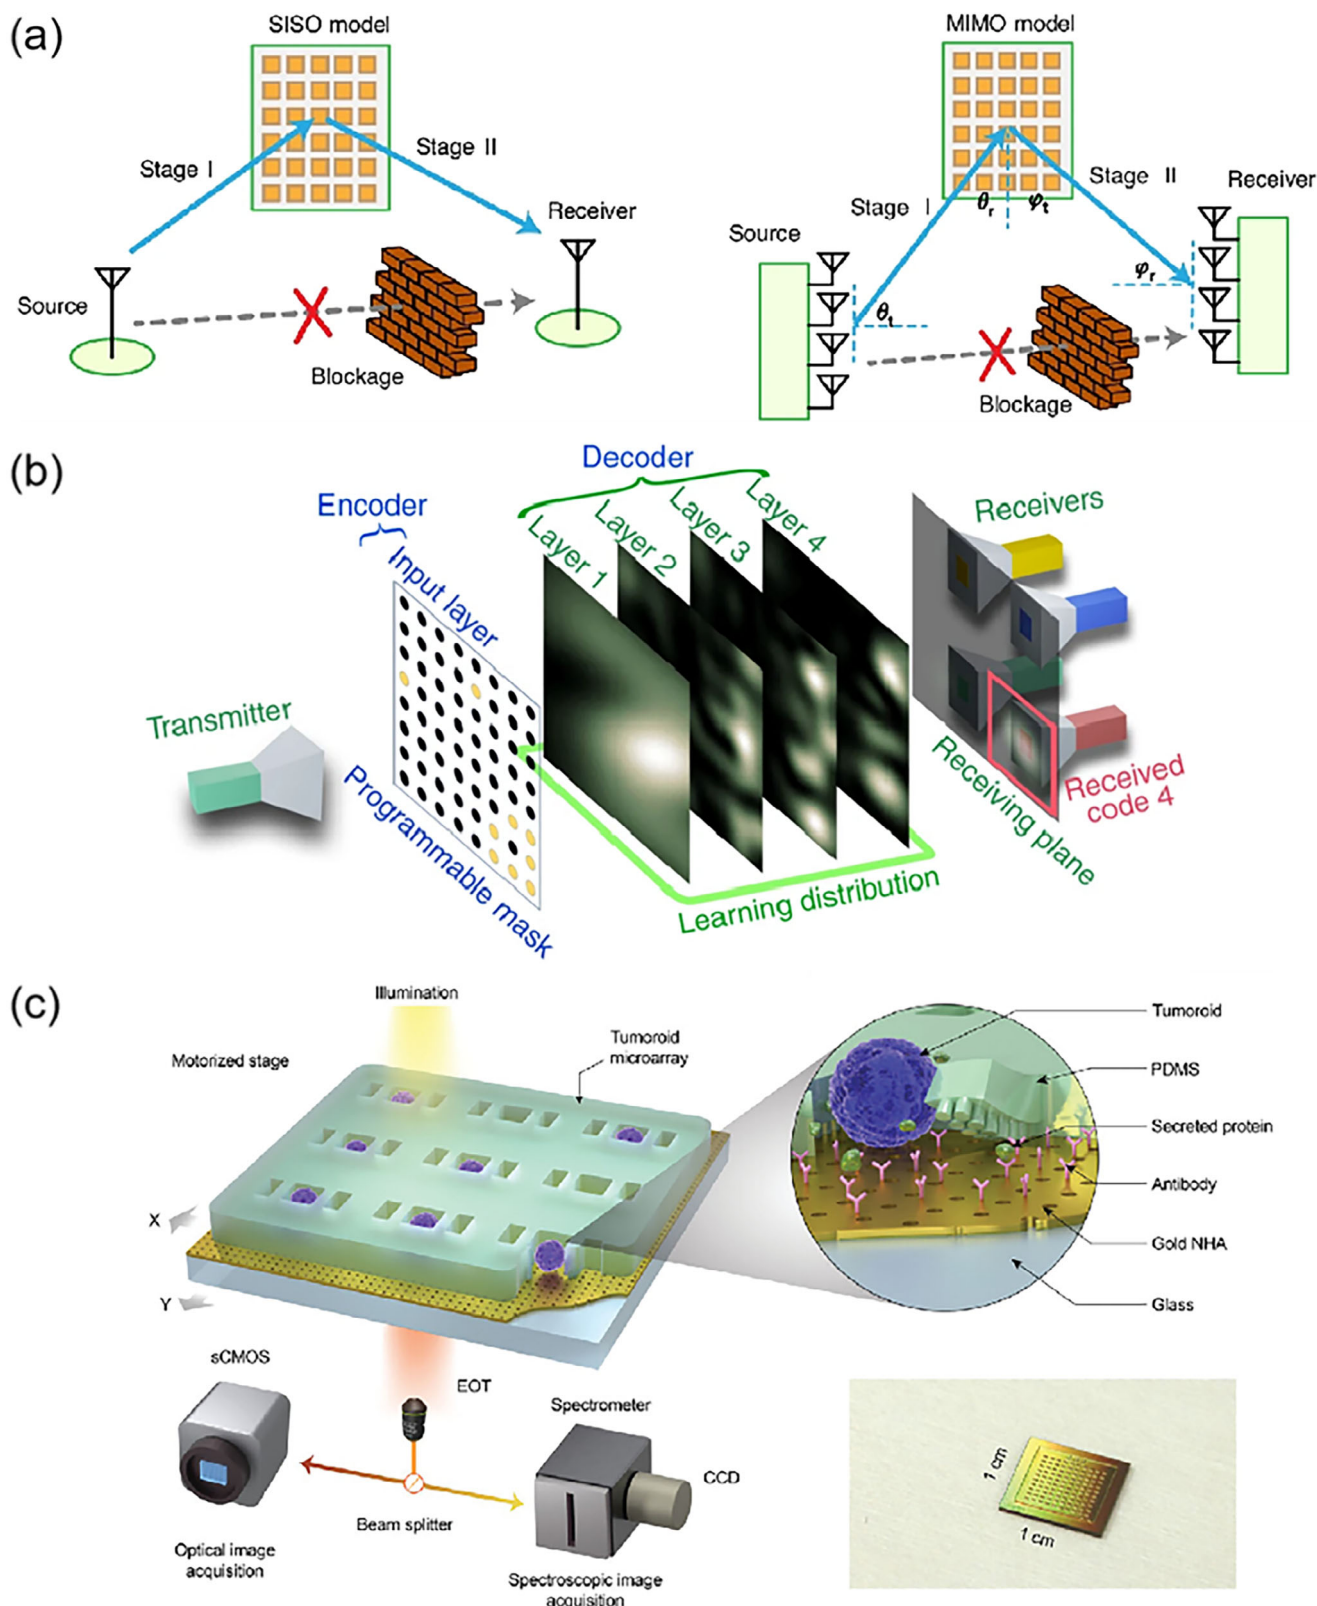 (a)
SISO model
Stage I
Stage II
Receiver
Source
Blockage
MIMO model
Stage I
θr
φt
Stage II
Receiver
Source
θt
φr
Blockage
(b)
Decoder
Encoder
Input layer
Layer 1
Layer 2
Layer 3
Layer 4
Receivers
Transmitter
Programmable mask
Receiving plane
Received
code 4
Learning distribution
(c)
Illumination
Motorized stage
Tumoroid
microarray
X
Y
Tumoroid
PDMS
Secreted protein
Antibody
Gold NHA
Glass
sCMOS
EOT
Spectrometer
CCD
Beam splitter
Optical image
acquisition
Spectroscopic image
acquisition
1 cm
1 cm